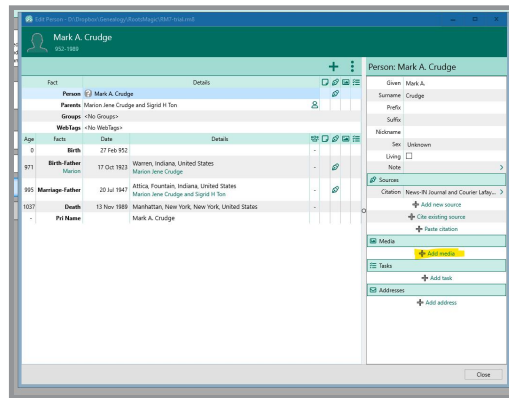 Edit Person - D:\Dropbox\Genealogy\RootsMagic\RM7-trial.rmgc
Mark A. Crudge
952-1989
Person: Mark A. Crudge
Fact Details
Person Mark A. Crudge
Parents Marion Jene Crudge and Sigrid H Ton
Groups <No Groups>
WebTags <No WebTags>
Age Facts Date Details
0 Birth 27 Feb 952 -
971 Birth-Father 17 Oct 1923 Warren, Indiana, United States -
Marion Marion Jene Crudge
995 Marriage-Father 20 Jul 1947 Attica, Fountain, Indiana, United States -
Marion Jene Crudge and Sigrid H Ton
1037 Death 13 Nov 1989 Manhattan, New York, New York, United States -
- Pri Name Mark A. Crudge
Given Mark A.
Surname Crudge
Prefix
Suffix
Nickname
Sex Unknown
Living
Note >
Sources
Citation News-IN Journal and Courier Lafay... >
+ Add new source
+ Cite existing source
+ Paste citation
Media
+ Add media
Tasks
+ Add task
Addresses
+ Add address
Close